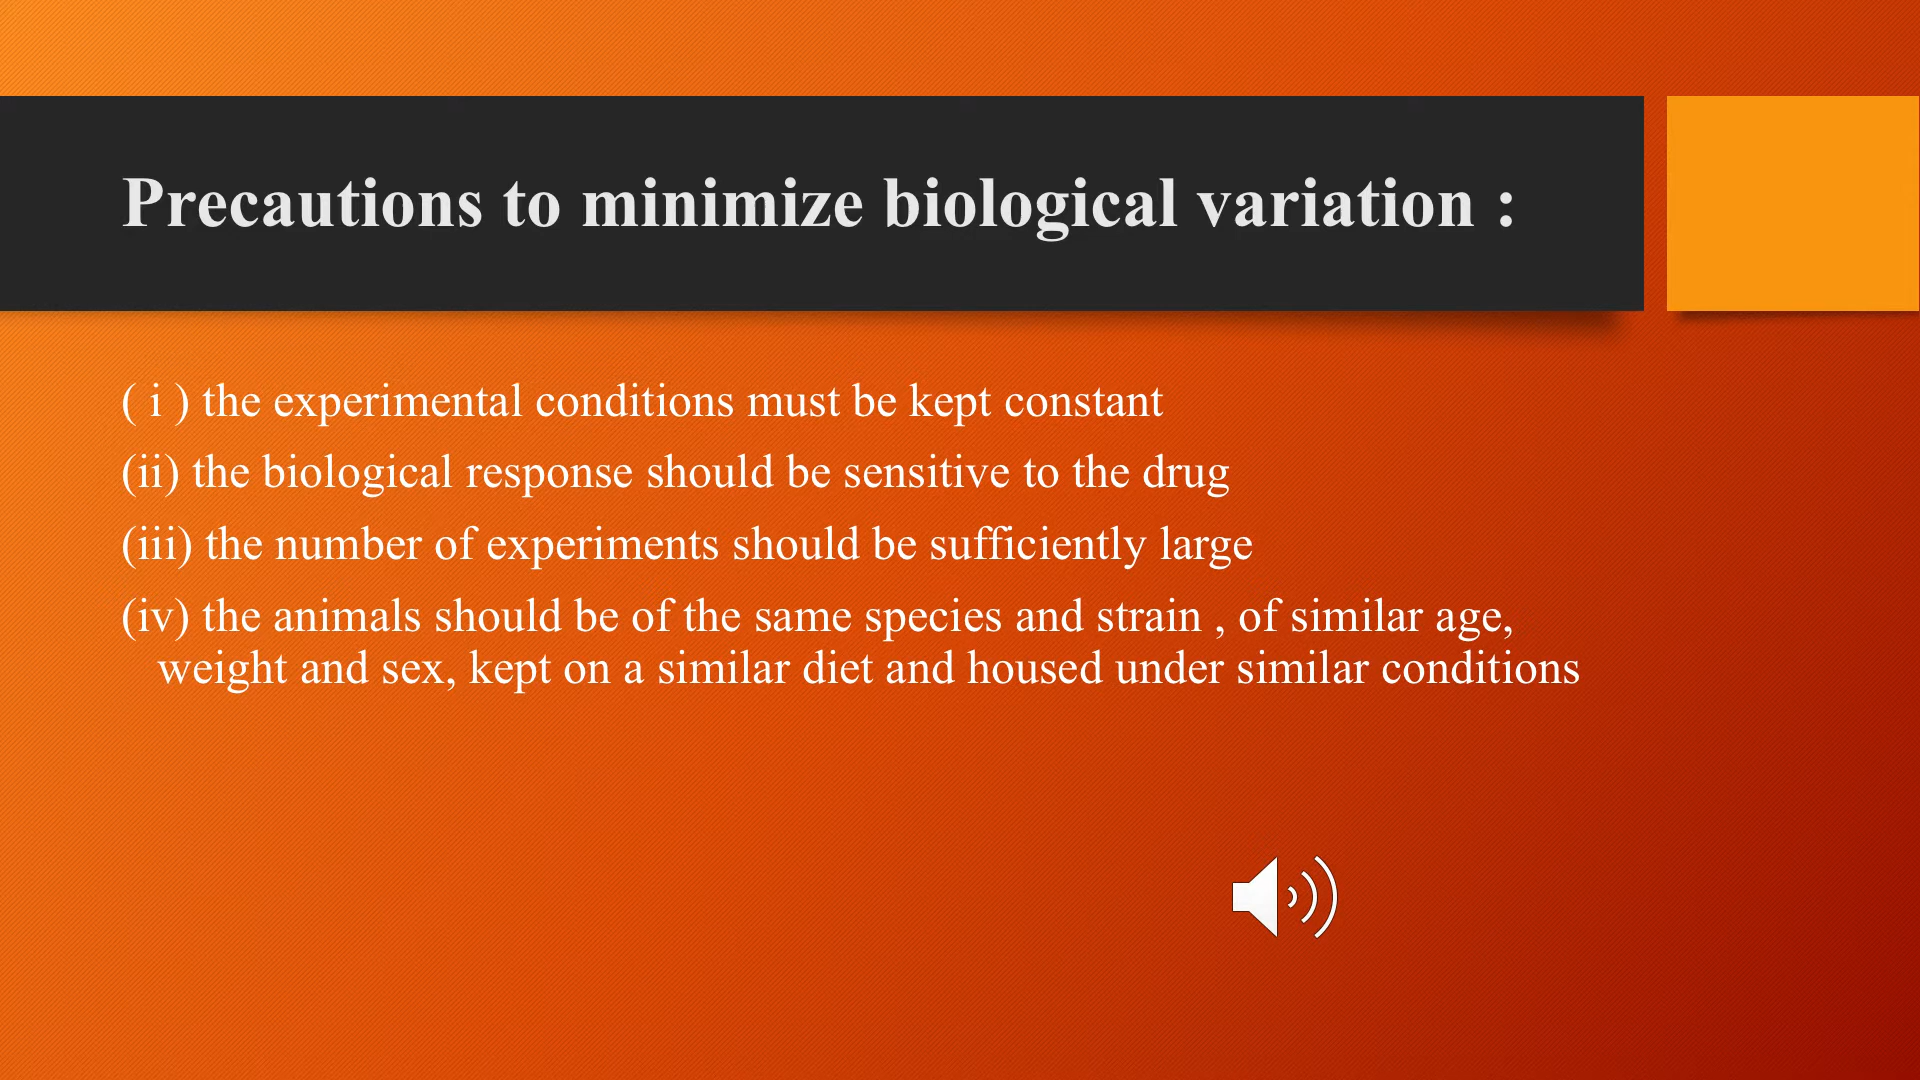 Precautions to minimize biological variation :
( i ) the experimental conditions must be kept constant
(ii) the biological response should be sensitive to the drug
(iii) the number of experiments should be sufficiently large
(iv) the animals should be of the same species and strain , of similar age,
weight and sex, kept on a similar diet and housed under similar conditions